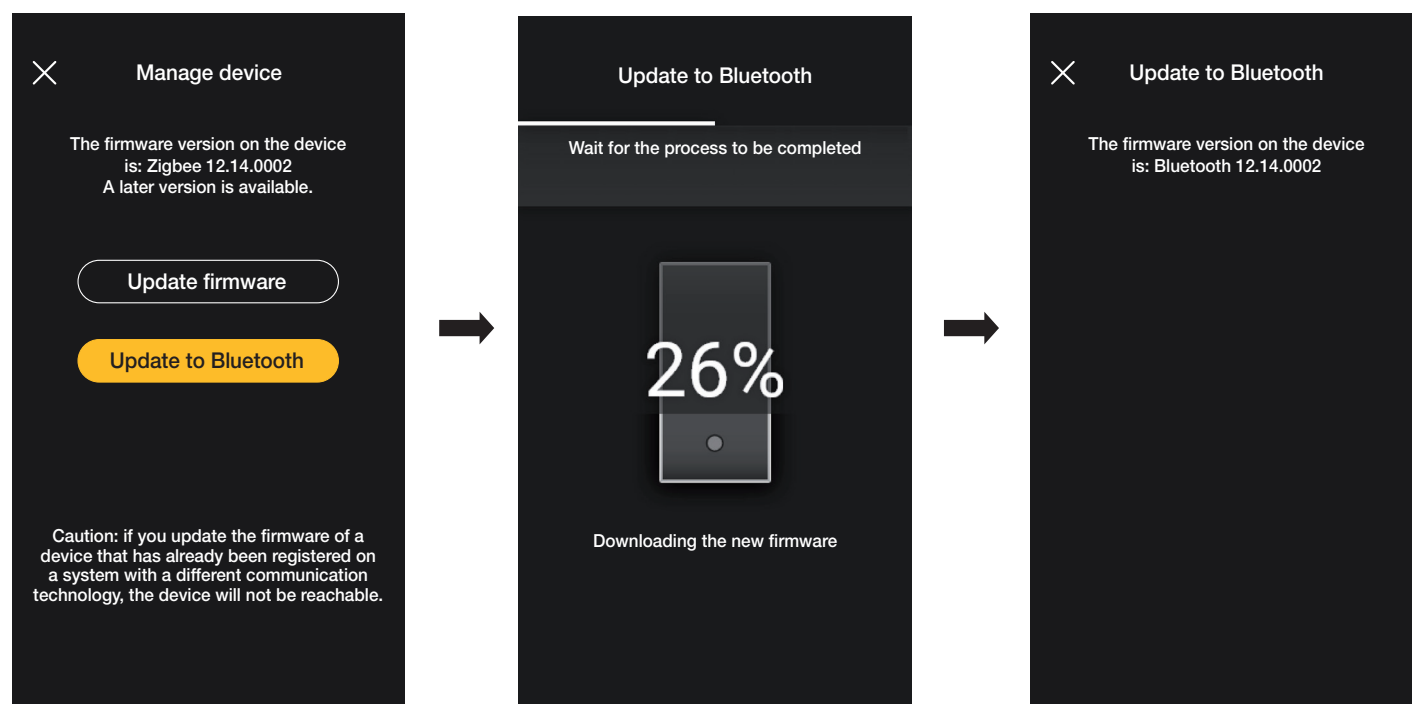 Manage device
The firmware version on the device
is: Zigbee 12.14.0002
A later version is available.
Update firmware
Update to Bluetooth
Caution: if you update the firmware of a
device that has already been registered on
a system with a different communication
technology, the device will not be reachable.
Update to Bluetooth
Wait for the process to be completed
26%
Downloading the new firmware
Update to Bluetooth
The firmware version on the device
is: Bluetooth 12.14.0002